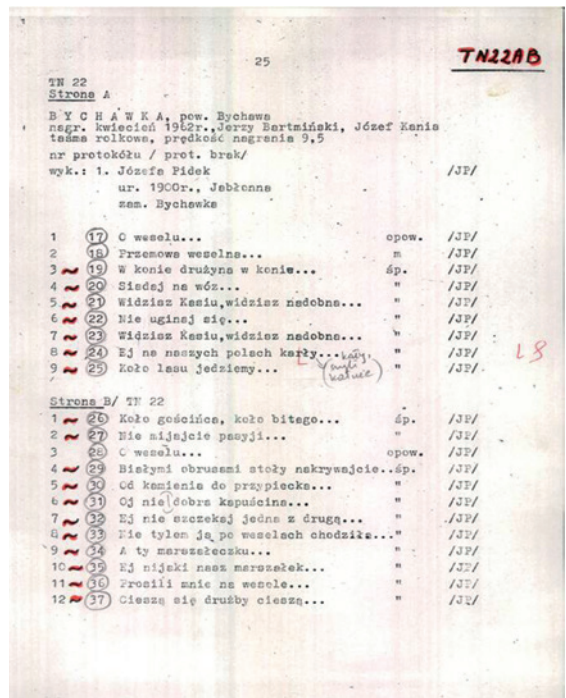 25
TN22AB
TN 22
Strona A
B Y C H A W K A, pow. Bychawa
nagr. kwiecień 1962r.,Jerzy Bartmiński, Józef Kania
taśma rolkowa, prędkość nagrania 9,5
nr protokółu / prot. brak/
wyk.: 1. Józefa Pidek /JP/
ur. 1900r., Jabłonna
zam. Bychawka
1 17 O weselu... opow. /JP/
2 18 Przemowa weselna... m /JP/
3 ~ 19 W konie drużyna w konie... śp. /JP/
4 ~ 20 Siadaj na wóz... " /JP/
5 ~ 21 Widzisz Kasiu,widzisz nadobna... " /JP/
6 ~ 22 Nie uginaj się... " /JP/
7 ~ 23 Widzisz Kasiu,widzisz nadobna... " /JP/
8 ~ 24 Ej na naszych polach karły... " /JP/
9 ~ 25 Koło lasu jedziemy... " /JP/
Strona B/ TN 22
1 ~ 26 Koło gościńca, koło bitego... śp. /JP/
2 ~ 27 Nie mijajcie pasyji... " /JP/
3 28 O weselu... opow. /JP/
4 ~ 29 Białymi obrusami stoły nakrywajcie..śp. /JP/
5 ~ 30 Od kamienia do przypiecka... " /JP/
6 ~ 31 Oj nie dobra kapuścina... " /JP/
7 ~ 32 Ej nie szczekaj jedna z drugą... " /JP/
8 ~ 33 Nie tylem ja po weselach chodziła..." /JP/
9 ~ 34 A ty marszałeczku... " /JP/
10 ~ 35 Ej nijaki nasz marszałek... " /JP/
11 ~ 36 Prosili mnie na wesele... " /JP/
12 ~ 37 Cieszą się drużby cieszą... " /JP/